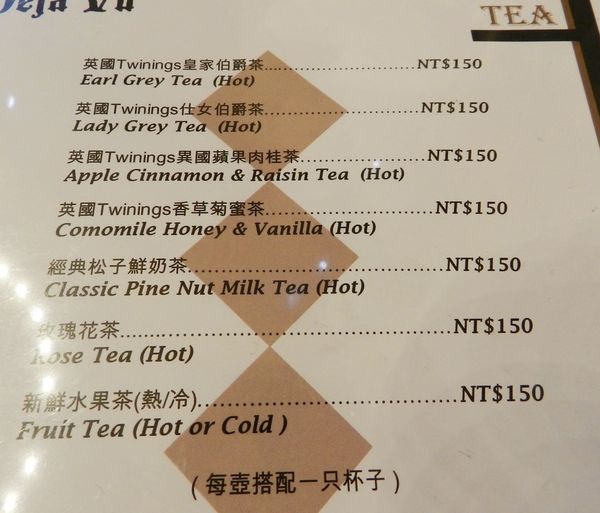 Deja Vu
TEA
英國Twinings皇家伯爵茶..............................NT$150
Earl Grey Tea (Hot)
英國Twinings仕女伯爵茶..............................NT$150
Lady Grey Tea (Hot)
英國Twinings異國蘋果肉桂茶........................NT$150
Apple Cinnamon & Raisin Tea (Hot)
英國Twinings香草菊蜜茶..............................NT$150
Comomile Honey & Vanilla (Hot)
經典松子鮮奶茶..........................................NT$150
Classic Pine Nut Milk Tea (Hot)
玫瑰花茶....................................................NT$150
Rose Tea (Hot)
新鮮水果茶(熱/冷)......................................NT$150
Fruit Tea (Hot or Cold )
( 每壺搭配一只杯子 )